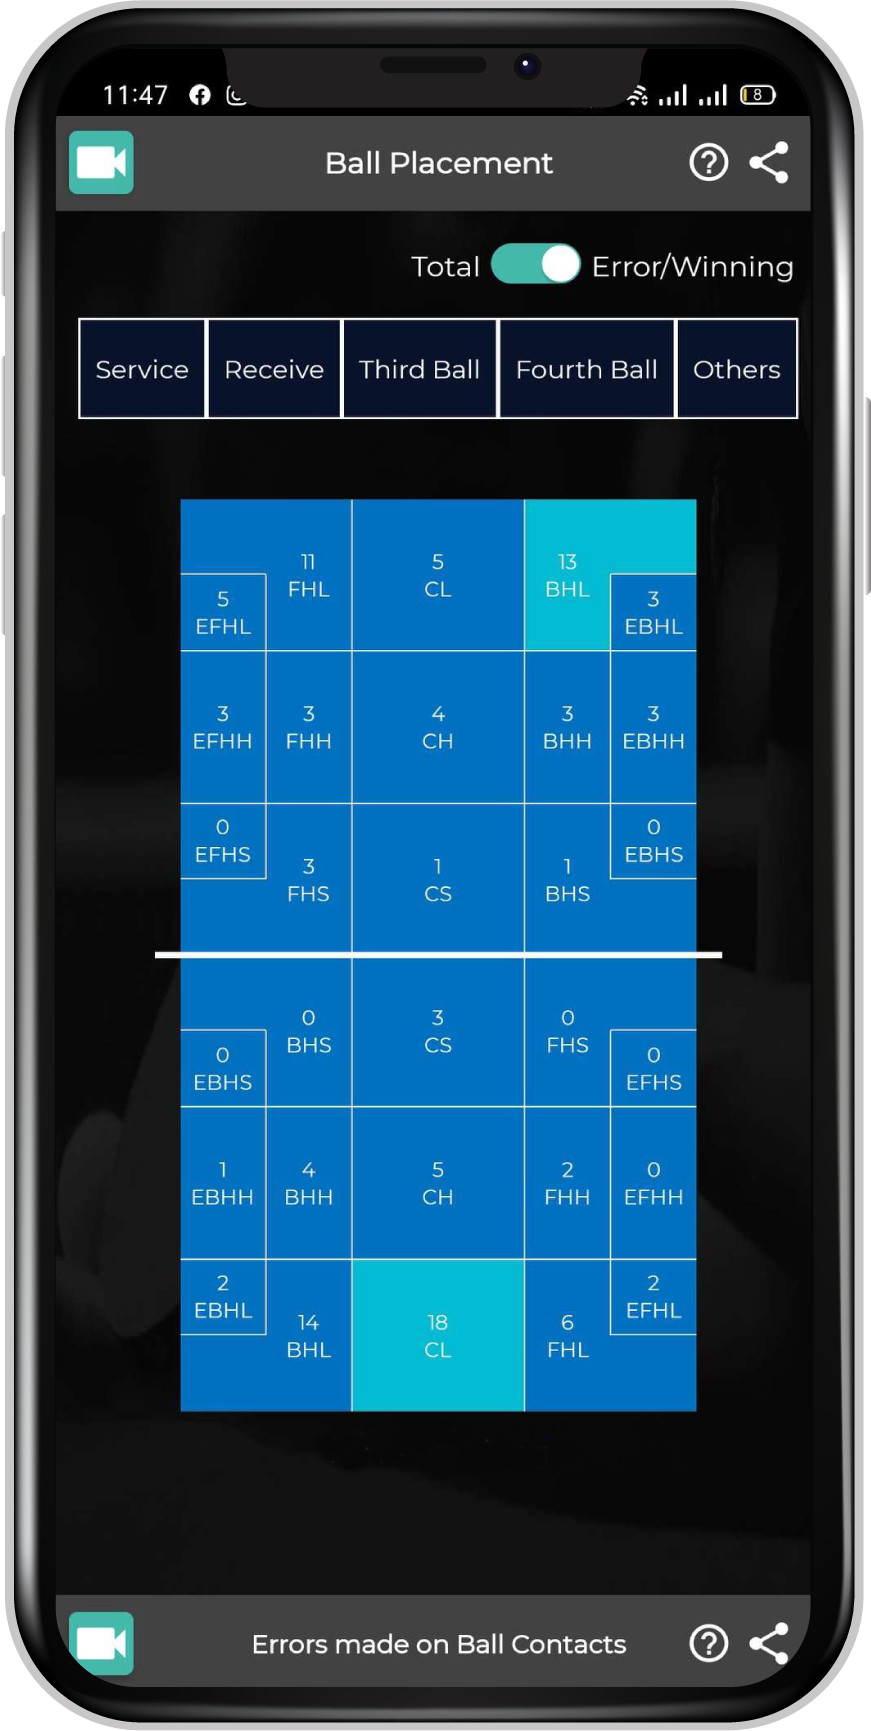 11:47
8
Ball Placement
Total Error/Winning
Service Receive Third Ball Fourth Ball Others
11 5 13
FHL CL BHL
5 3
EFHL EBHL
3 3 4 3 3
EFHH FHH CH BHH EBHH
0 0
EFHS EBHS
3 1 1
FHS CS BHS
0 3 0
BHS CS FHS
0 0
EBHS EFHS
1 4 5 2 0
EBHH BHH CH FHH EFHH
2 2
EBHL EFHL
14 18 6
BHL CL FHL
Errors made on Ball Contacts